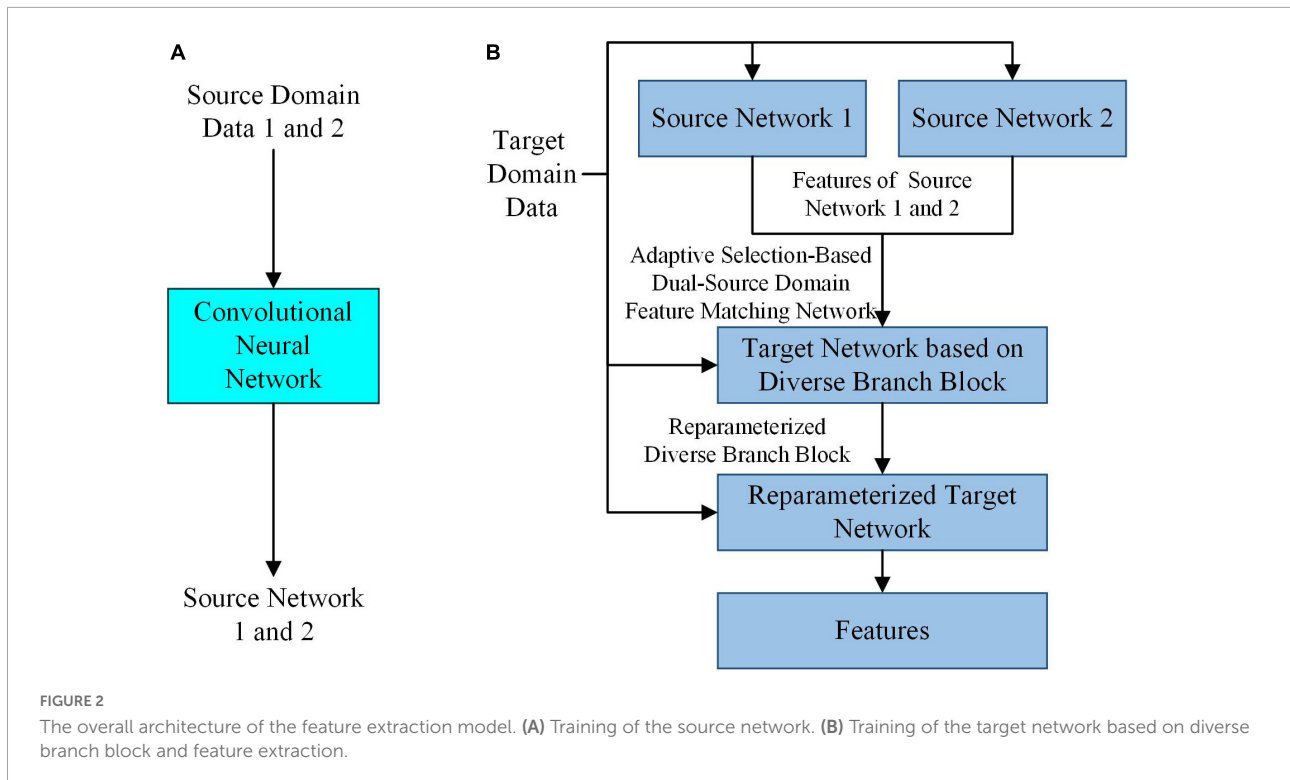 A
Source Domain
Data 1 and 2
Convolutional
Neural
Network
Source Network
1 and 2
B
Target
Domain
Data
Source Network 1
Source Network 2
Features of Source
Network 1 and 2
Adaptive Selection-Based
Dual-Source Domain
Feature Matching Network
Target Network based on
Diverse Branch Block
Reparameterized
Diverse Branch Block
Reparameterized Target
Network
Features
FIGURE 2
The overall architecture of the feature extraction model. (A) Training of the source network. (B) Training of the target network based on diverse
branch block and feature extraction.